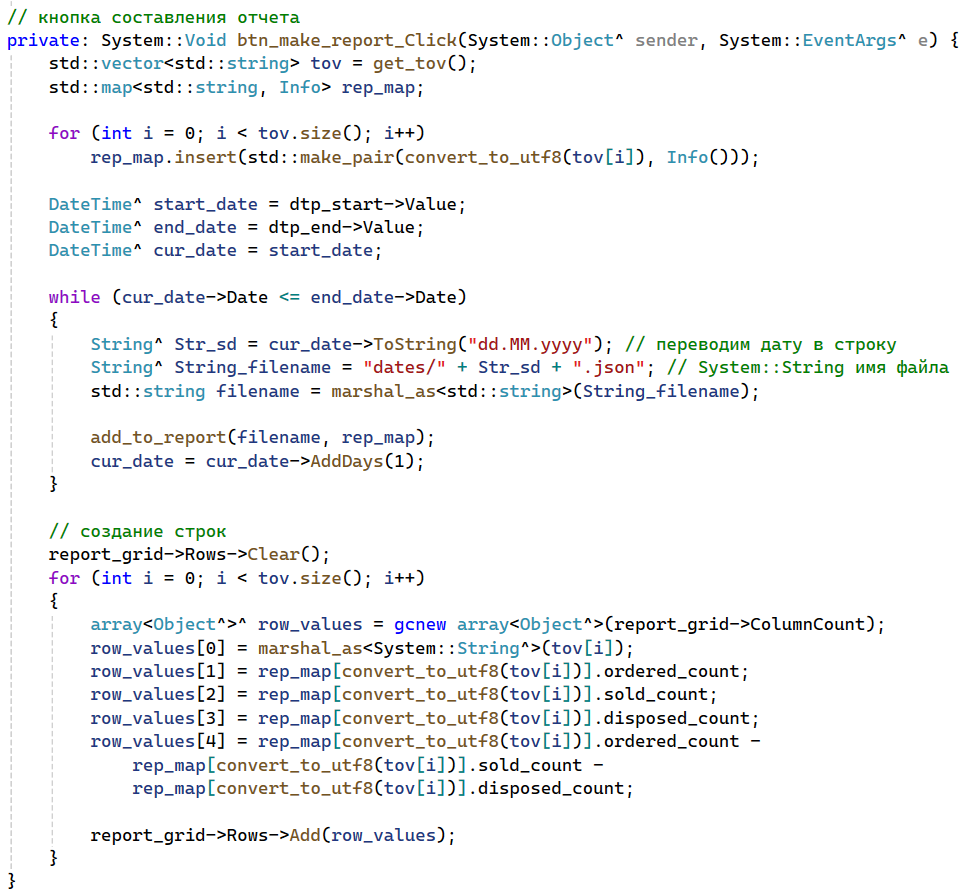 // кнопка составления отчета
private: System::Void btn_make_report_Click(System::Object^ sender, System::EventArgs^ e) {
    std::vector<std::string> tov = get_tov();
    std::map<std::string, Info> rep_map;

    for (int i = 0; i < tov.size(); i++)
        rep_map.insert(std::make_pair(convert_to_utf8(tov[i]), Info()));

    DateTime^ start_date = dtp_start->Value;
    DateTime^ end_date = dtp_end->Value;
    DateTime^ cur_date = start_date;

    while (cur_date->Date <= end_date->Date)
    {
        String^ Str_sd = cur_date->ToString("dd.MM.yyyy"); // переводим дату в строку
        String^ String_filename = "dates/" + Str_sd + ".json"; // System::String имя файла
        std::string filename = marshal_as<std::string>(String_filename);

        add_to_report(filename, rep_map);
        cur_date = cur_date->AddDays(1);
    }

    // создание строк
    report_grid->Rows->Clear();
    for (int i = 0; i < tov.size(); i++)
    {
        array<Object^>^ row_values = gcnew array<Object^>(report_grid->ColumnCount);
        row_values[0] = marshal_as<System::String^>(tov[i]);
        row_values[1] = rep_map[convert_to_utf8(tov[i])].ordered_count;
        row_values[2] = rep_map[convert_to_utf8(tov[i])].sold_count;
        row_values[3] = rep_map[convert_to_utf8(tov[i])].disposed_count;
        row_values[4] = rep_map[convert_to_utf8(tov[i])].ordered_count -
            rep_map[convert_to_utf8(tov[i])].sold_count -
            rep_map[convert_to_utf8(tov[i])].disposed_count;

        report_grid->Rows->Add(row_values);
    }
}